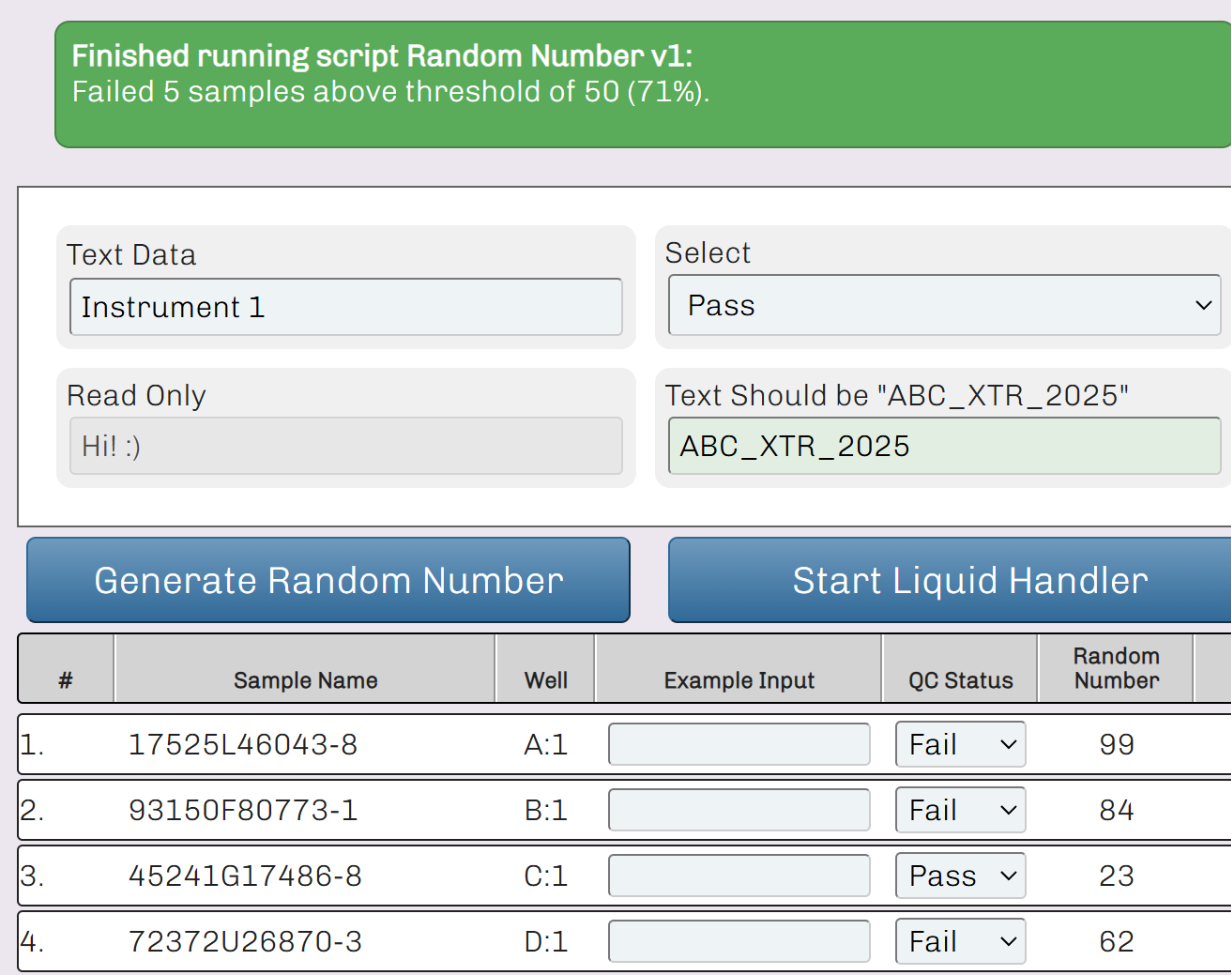 Finished running script Random Number v1:
Failed 5 samples above threshold of 50 (71%).
Text Data
Instrument 1
Select
Pass
Read Only
Hi! :)
Text Should be "ABC_XTR_2025"
ABC_XTR_2025
Generate Random Number
Start Liquid Handler
# Sample Name Well Example Input QC Status Random Number
1. 17525L46043-8 A:1 Fail 99
2. 93150F80773-1 B:1 Fail 84
3. 45241G17486-8 C:1 Pass 23
4. 72372U26870-3 D:1 Fail 62